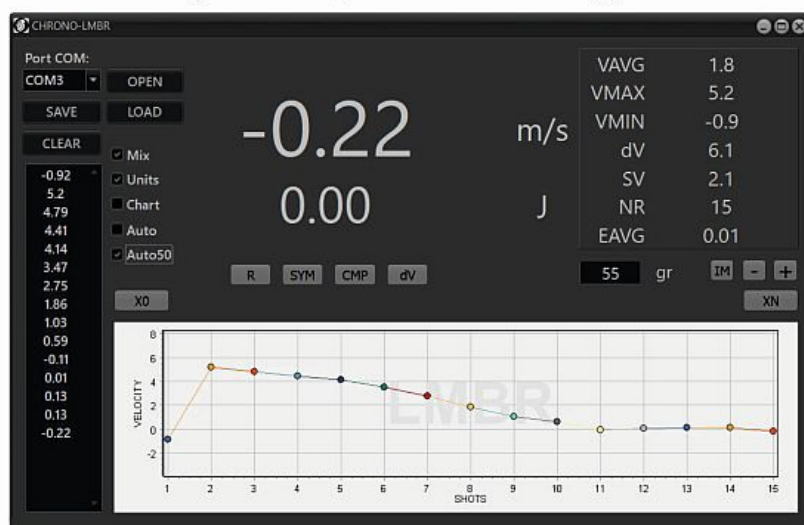 CHRONO-LMBR
Port COM:
COM3 OPEN
SAVE LOAD
CLEAR
Mix
Units
Chart
Auto
Auto50
-0.92
5.2
4.79
4.41
4.14
3.47
2.75
1.86
1.03
0.59
-0.11
0.01
0.13
0.13
-0.22
-0.22 m/s
0.00 J
R SYM CMP dV
VAVG 1.8
VMAX 5.2
VMIN -0.9
dV 6.1
SV 2.1
NR 15
EAVG 0.01
55 gr IM - +
X0 XN
LMBR
VELOCITY
8
6
4
2
0
-2
1 2 3 4 5 6 7 8 9 10 11 12 13 14 15
SHOTS